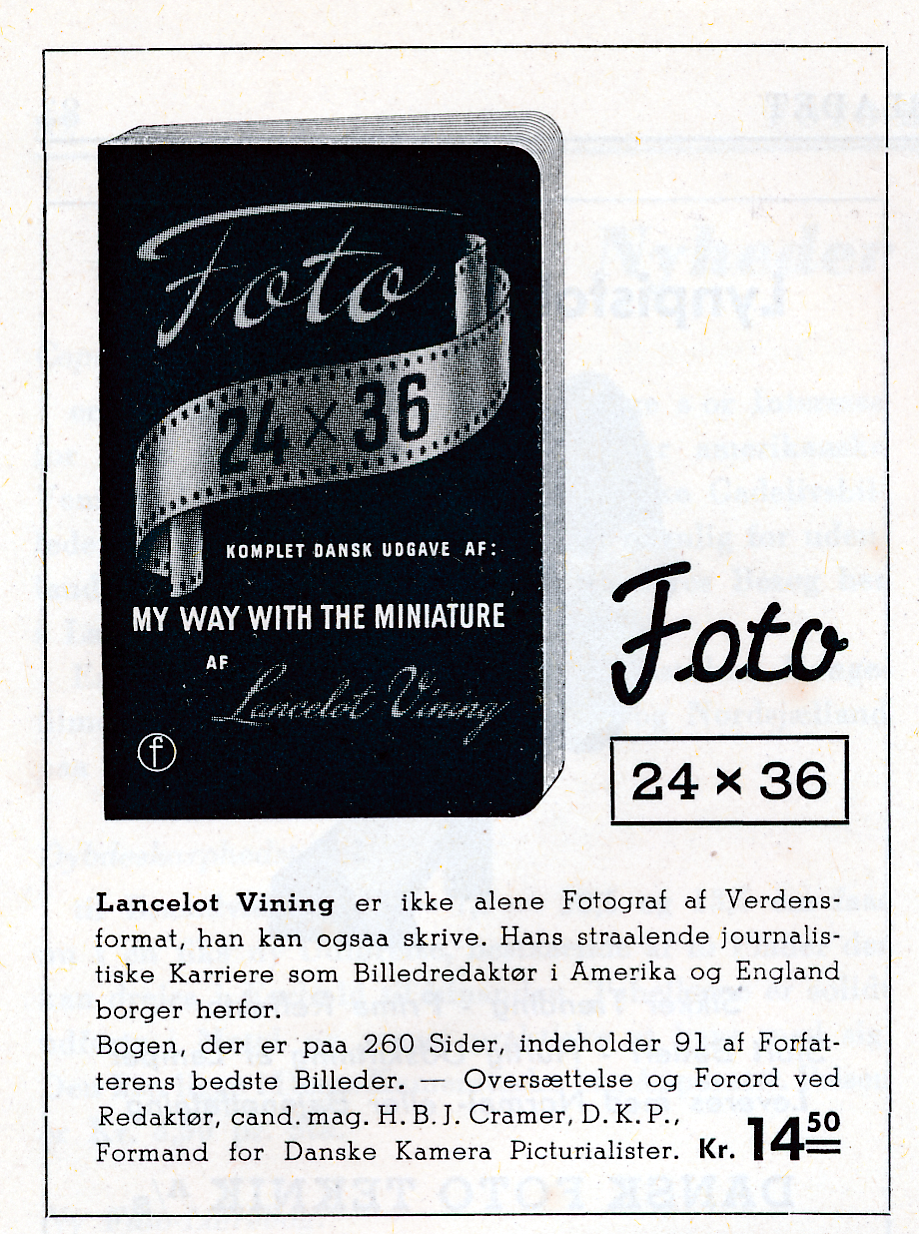 Foto
24 × 36
KOMPLET DANSK UDGAVE AF:
MY WAY WITH THE MINIATURE
AF
Lancelot Vining
f
Foto
24 × 36
Lancelot Vining er ikke alene Fotograf af Verdens-
format, han kan ogsaa skrive. Hans straalende journalis-
tiske Karriere som Billedredaktør i Amerika og England
borger herfor.
Bogen, der er paa 260 Sider, indeholder 91 af Forfat-
terens bedste Billeder. — Oversættelse og Forord ved
Redaktør, cand. mag. H. B. J. Cramer, D. K. P.,
Formand for Danske Kamera Picturialister. Kr. 14 50